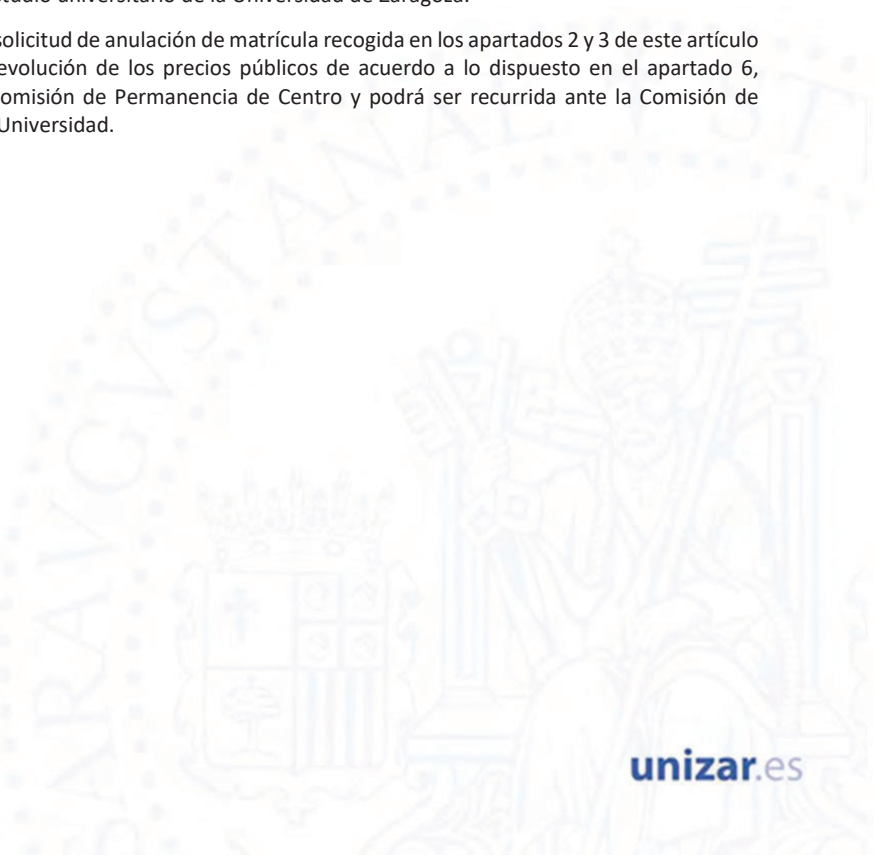 studio universitario de la Universidad de Zaragoza.
solicitud de anulación de matrícula recogida en los apartados 2 y 3 de este artículo
evolución de los precios públicos de acuerdo a lo dispuesto en el apartado 6,
omisión de Permanencia de Centro y podrá ser recurrida ante la Comisión de
Universidad.
unizar.es